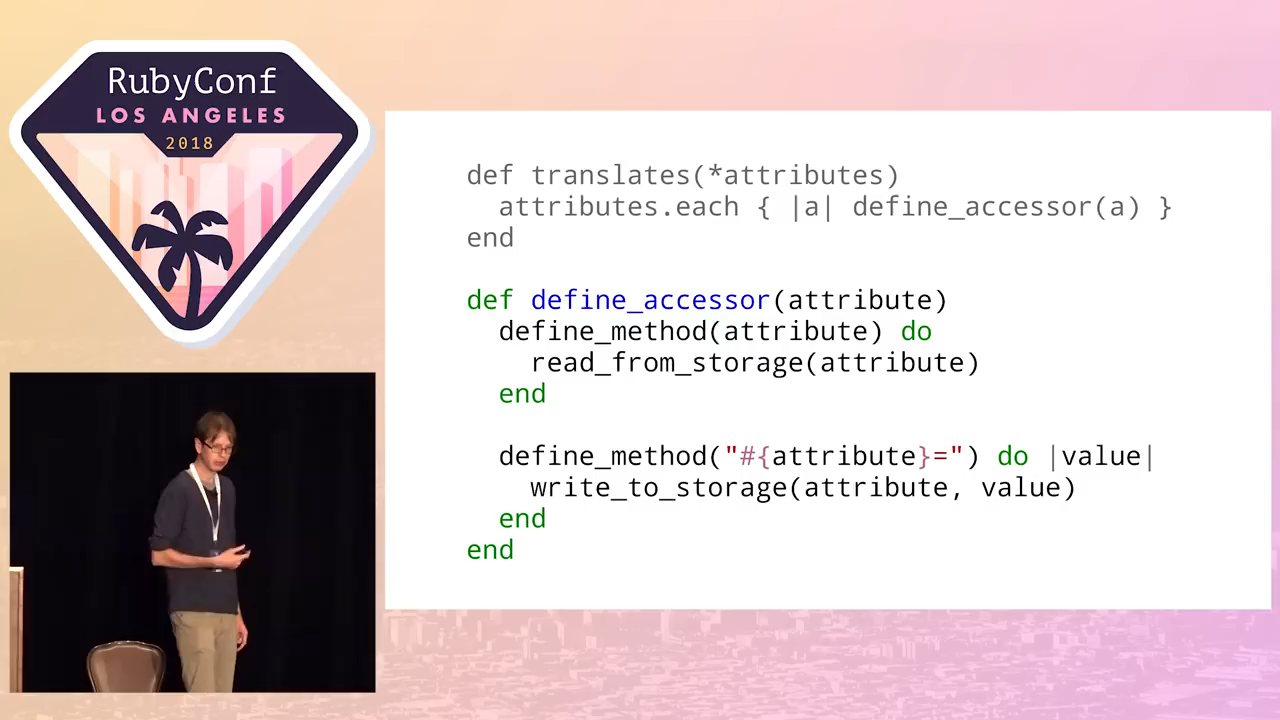 RubyConf
LOS ANGELES
2018
def translates(*attributes)
  attributes.each { |a| define_accessor(a) }
end

def define_accessor(attribute)
  define_method(attribute) do
    read_from_storage(attribute)
  end

  define_method("#{attribute}=") do |value|
    write_to_storage(attribute, value)
  end
end